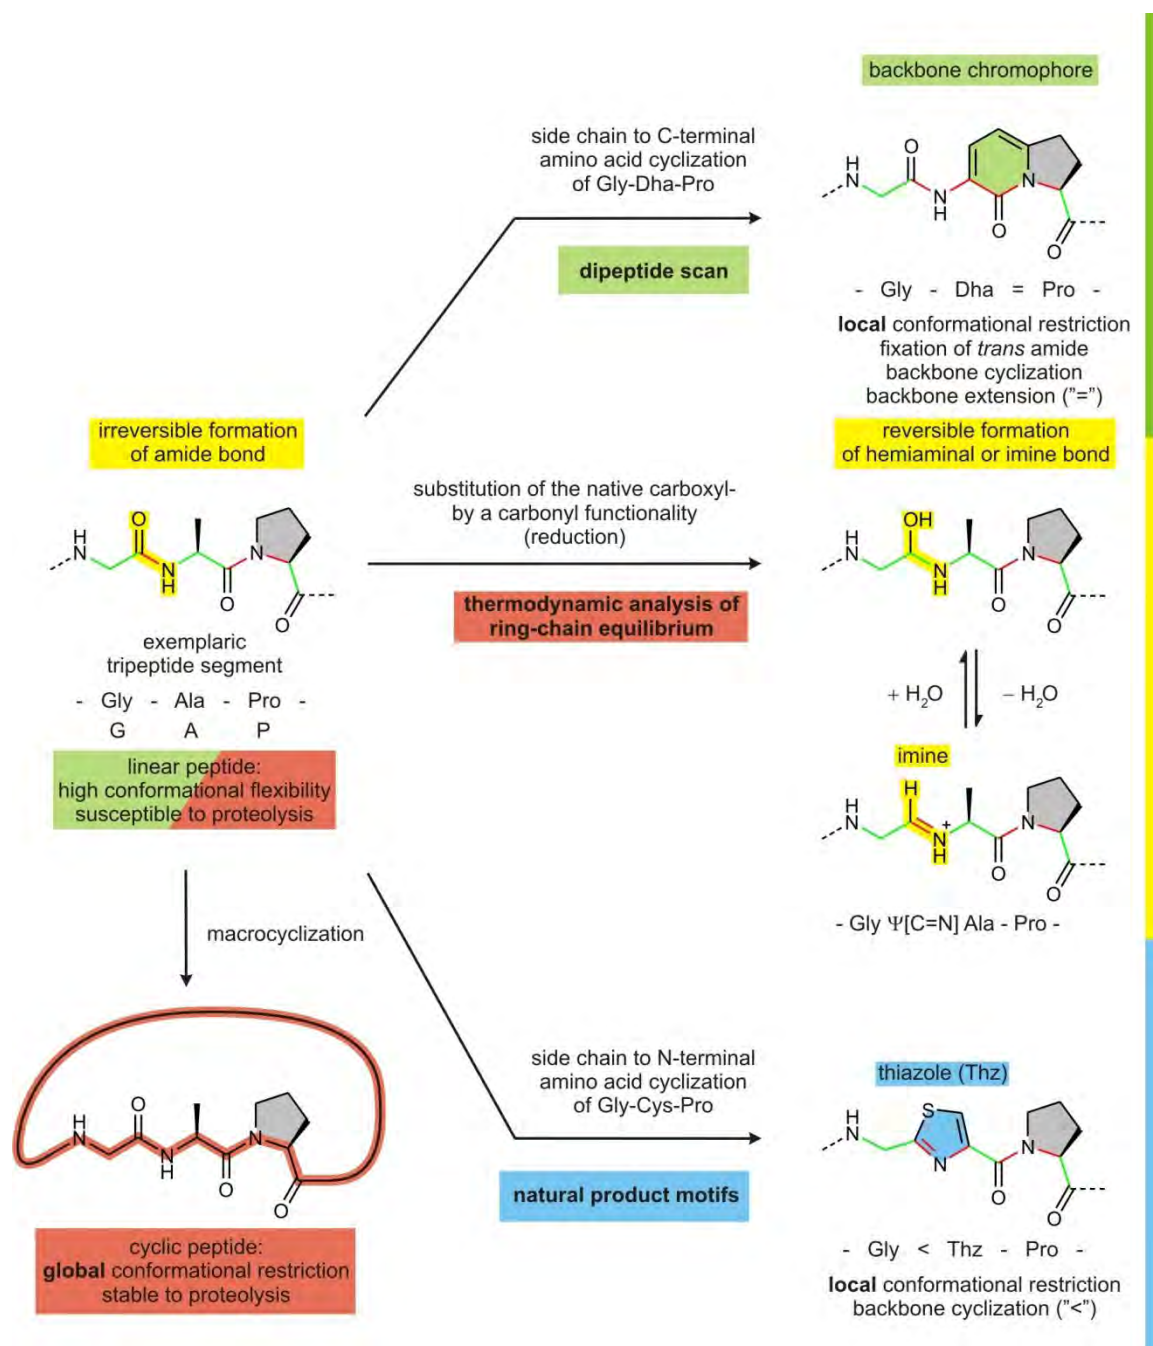 backbone chromophore
side chain to C-terminal
amino acid cyclization
of Gly-Dha-Pro
dipeptide scan
H
N
O
N
H
O
N
O
- Gly - Dha = Pro -
local conformational restriction
fixation of trans amide
backbone cyclization
backbone extension ("=")
irreversible formation
of amide bond
H
N
O
N
H
O
N
O
exemplaric
tripeptide segment
- Gly - Ala - Pro -
G A P
linear peptide:
high conformational flexibility
susceptible to proteolysis
substitution of the native carboxyl-
by a carbonyl functionality
(reduction)
thermodynamic analysis of
ring-chain equilibrium
reversible formation
of hemiaminal or imine bond
H
N
OH
N
H
O
N
O
+ H2O
− H2O
imine
H
N
H
+
N
H
O
N
O
- Gly Ψ[C=N] Ala - Pro -
macrocyclization
H
N
O
N
H
O
N
O
cyclic peptide:
global conformational restriction
stable to proteolysis
side chain to N-terminal
amino acid cyclization
of Gly-Cys-Pro
natural product motifs
thiazole (Thz)
H
N
S
N
O
N
O
- Gly < Thz - Pro -
local conformational restriction
backbone cyclization ("<")